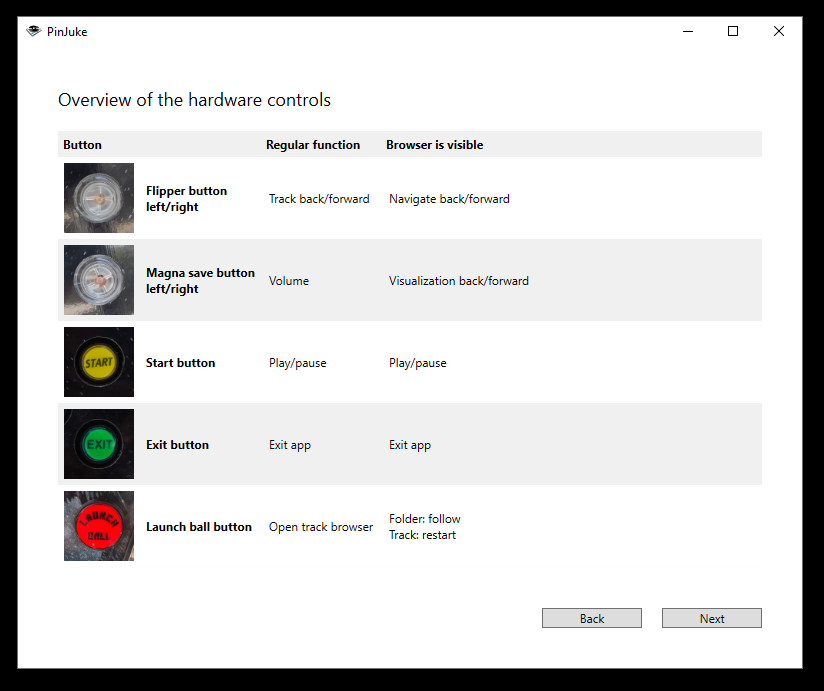 PinJuke
Overview of the hardware controls
Button Regular function Browser is visible
Flipper button
left/right
Track back/forward
Navigate back/forward
Magna save button
left/right
Volume
Visualization back/forward
START
Start button
Play/pause
Play/pause
EXIT
Exit button
Exit app
Exit app
LAUNCH
BALL
Launch ball button
Open track browser
Folder: follow
Track: restart
Back
Next